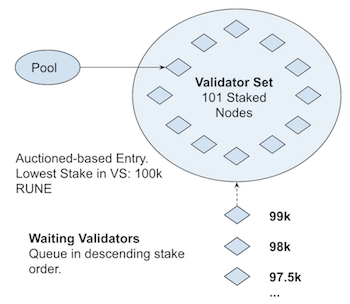 Pool
Validator Set
101 Staked
Nodes
Auctioned-based Entry.
Lowest Stake in VS: 100k
RUNE
Waiting Validators
Queue in descending stake
order.
99k
98k
97.5k
...